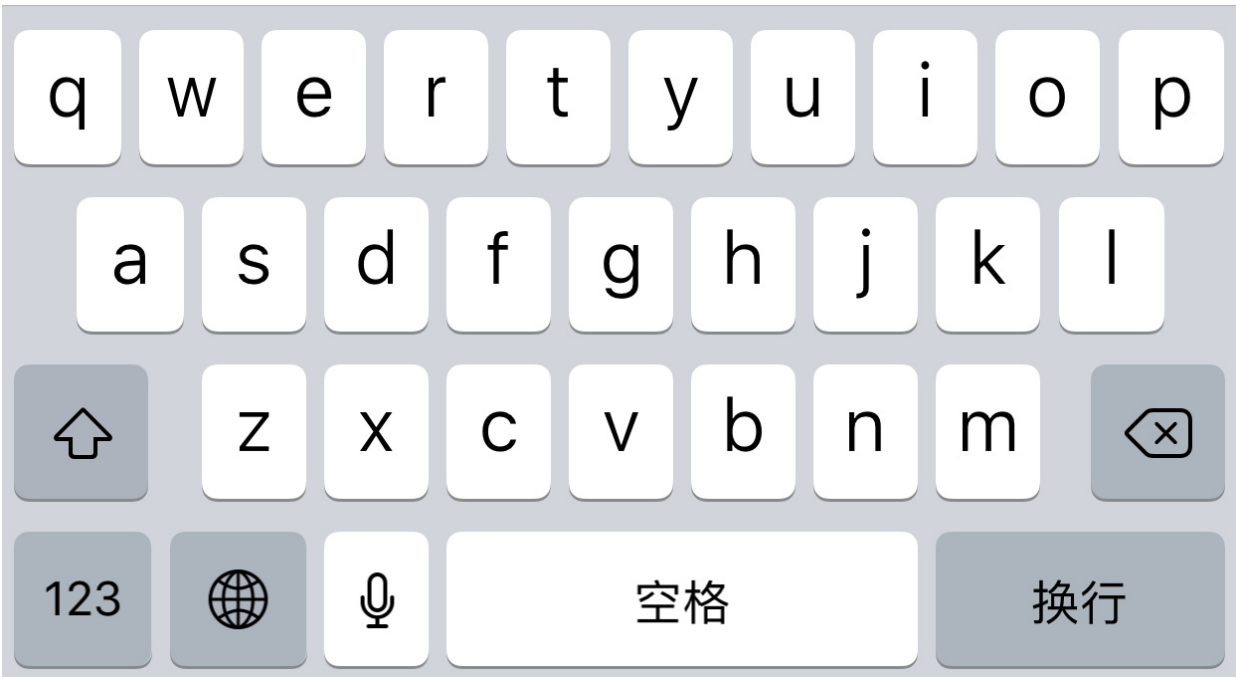 q w e r t y u i o p
a s d f g h j k l
z x c v b n m
123 空格 换行